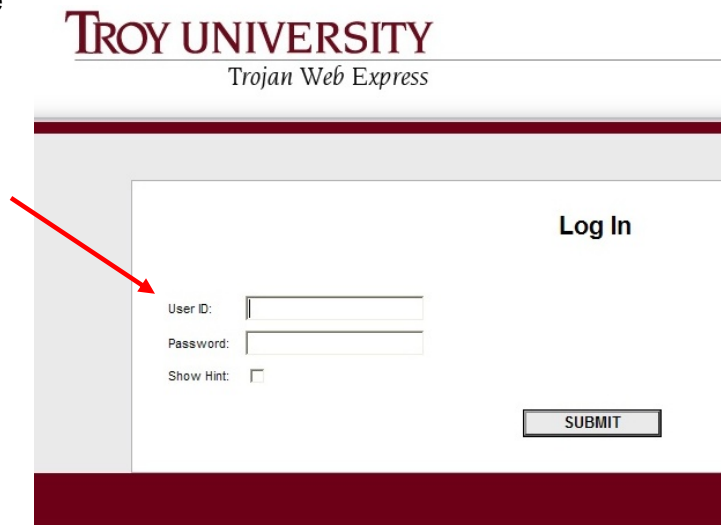 TROY UNIVERSITY
Trojan Web Express
Log In
User ID:
Password:
Show Hint:
SUBMIT